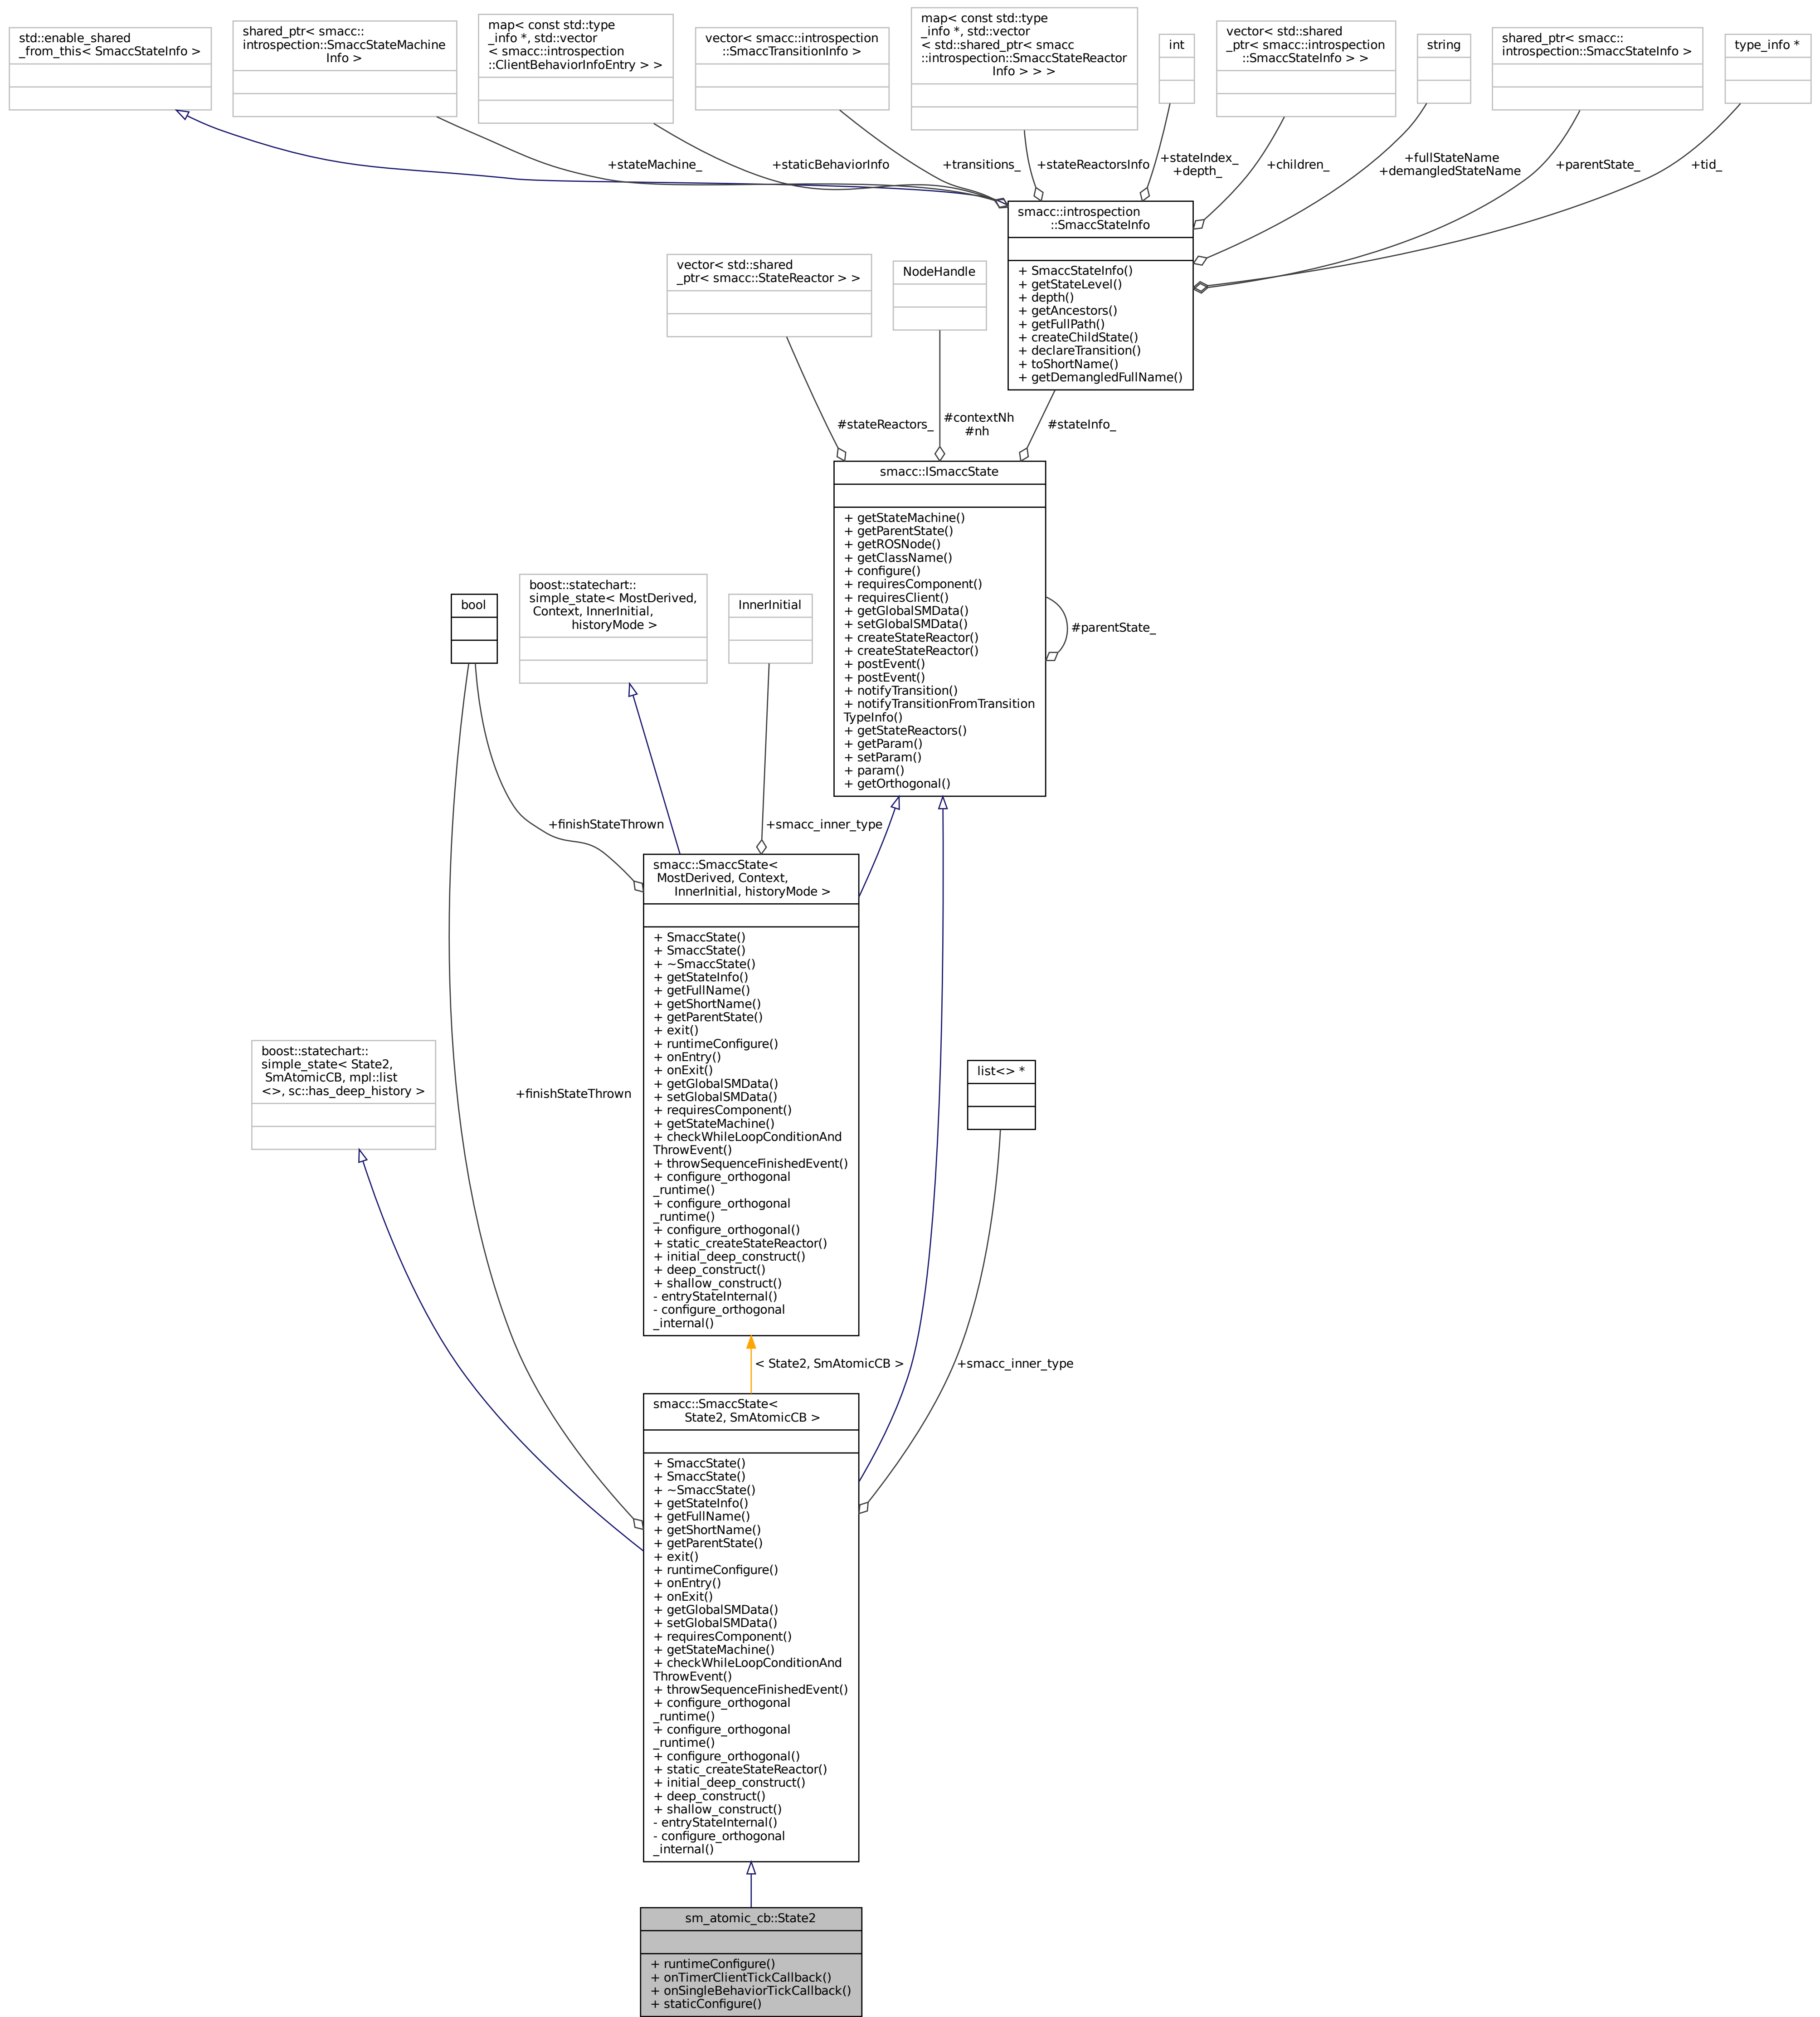 std::enable_shared
_from_this< SmaccStateInfo >
shared_ptr< smacc::
introspection::SmaccStateMachine
Info >
map< const std::type
_info *, std::vector
< smacc::introspection
::ClientBehaviorInfoEntry > >
vector< smacc::introspection
::SmaccTransitionInfo >
map< const std::type
_info *, std::vector
< std::shared_ptr< smacc
::introspection::SmaccStateReactor
Info > > >
int
vector< std::shared
_ptr< smacc::introspection
::SmaccStateInfo > >
string
shared_ptr< smacc::
introspection::SmaccStateInfo >
type_info *
+stateMachine_
+staticBehaviorInfo
+transitions_
+stateReactorsInfo
+stateIndex_
+depth_
+children_
+fullStateName
+demangledStateName
+parentState_
+tid_
smacc::introspection
::SmaccStateInfo
+ SmaccStateInfo()
+ getStateLevel()
+ depth()
+ getAncestors()
+ getFullPath()
+ createChildState()
+ declareTransition()
+ toShortName()
+ getDemangledFullName()
vector< std::shared
_ptr< smacc::StateReactor > >
NodeHandle
#stateReactors_
#contextNh
#nh
#stateInfo_
smacc::ISmaccState
+ getStateMachine()
+ getParentState()
+ getROSNode()
+ getClassName()
+ configure()
+ requiresComponent()
+ requiresClient()
+ getGlobalSMData()
+ setGlobalSMData()
+ createStateReactor()
+ createStateReactor()
+ postEvent()
+ postEvent()
+ notifyTransition()
+ notifyTransitionFromTransition
TypeInfo()
+ getStateReactors()
+ getParam()
+ setParam()
+ param()
+ getOrthogonal()
#parentState_
bool
boost::statechart::
simple_state< MostDerived,
Context, InnerInitial,
historyMode >
InnerInitial
+finishStateThrown
+smacc_inner_type
smacc::SmaccState<
MostDerived, Context,
InnerInitial, historyMode >
+ SmaccState()
+ SmaccState()
+ ~SmaccState()
+ getStateInfo()
+ getFullName()
+ getShortName()
+ getParentState()
+ exit()
+ runtimeConfigure()
+ onEntry()
+ onExit()
+ getGlobalSMData()
+ setGlobalSMData()
+ requiresComponent()
+ getStateMachine()
+ checkWhileLoopConditionAnd
ThrowEvent()
+ throwSequenceFinishedEvent()
+ configure_orthogonal
_runtime()
+ configure_orthogonal
_runtime()
+ configure_orthogonal()
+ static_createStateReactor()
+ initial_deep_construct()
+ deep_construct()
+ shallow_construct()
- entryStateInternal()
- configure_orthogonal
_internal()
boost::statechart::
simple_state< State2,
SmAtomicCB, mpl::list
<>, sc::has_deep_history >
+finishStateThrown
list<> *
< State2, SmAtomicCB >
+smacc_inner_type
smacc::SmaccState<
State2, SmAtomicCB >
+ SmaccState()
+ SmaccState()
+ ~SmaccState()
+ getStateInfo()
+ getFullName()
+ getShortName()
+ getParentState()
+ exit()
+ runtimeConfigure()
+ onEntry()
+ onExit()
+ getGlobalSMData()
+ setGlobalSMData()
+ requiresComponent()
+ getStateMachine()
+ checkWhileLoopConditionAnd
ThrowEvent()
+ throwSequenceFinishedEvent()
+ configure_orthogonal
_runtime()
+ configure_orthogonal
_runtime()
+ configure_orthogonal()
+ static_createStateReactor()
+ initial_deep_construct()
+ deep_construct()
+ shallow_construct()
- entryStateInternal()
- configure_orthogonal
_internal()
sm_atomic_cb::State2
+ runtimeConfigure()
+ onTimerClientTickCallback()
+ onSingleBehaviorTickCallback()
+ staticConfigure()